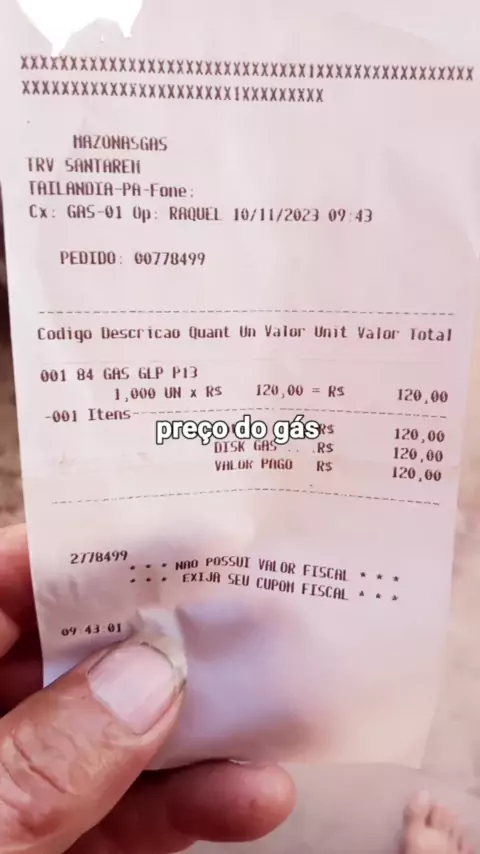 XXXXXXXXXXXXXXXXXXXXXXXXXXXXX1XXXXXXXXXXXXXXXX
XXXXXXXXXXXXXXXXXXXXX1XXXXXXXXX
MAZONASGAS
TRV SANTAREM
TAILANDIA-PA-Fone:
Cx: GAS-01 Op: RAQUEL 10/11/2023 09:43
PEDIDO: 00778499
Codigo Descricao Quant Un Valor Unit Valor Total
001 84 GAS GLP P13
1,000 UN x R$ 120,00 = R$ 120,00
-001 Itens
preço do gás
R$ 120,00
DISK GAS ...R$ 120,00
VALOR PAGO R$ 120,00
2778499
* * * NAO POSSUI VALOR FISCAL * * *
* * * EXIJA SEU CUPOM FISCAL * * *
09:43:01